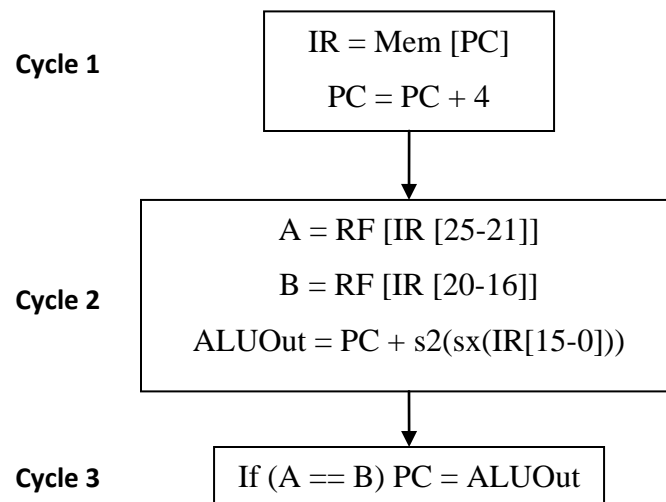 Cycle 1
IR = Mem [PC]
PC = PC + 4
Cycle 2
A = RF [IR [25-21]]
B = RF [IR [20-16]]
ALUOut = PC + s2(sx(IR[15-0]))
Cycle 3
If (A == B) PC = ALUOut